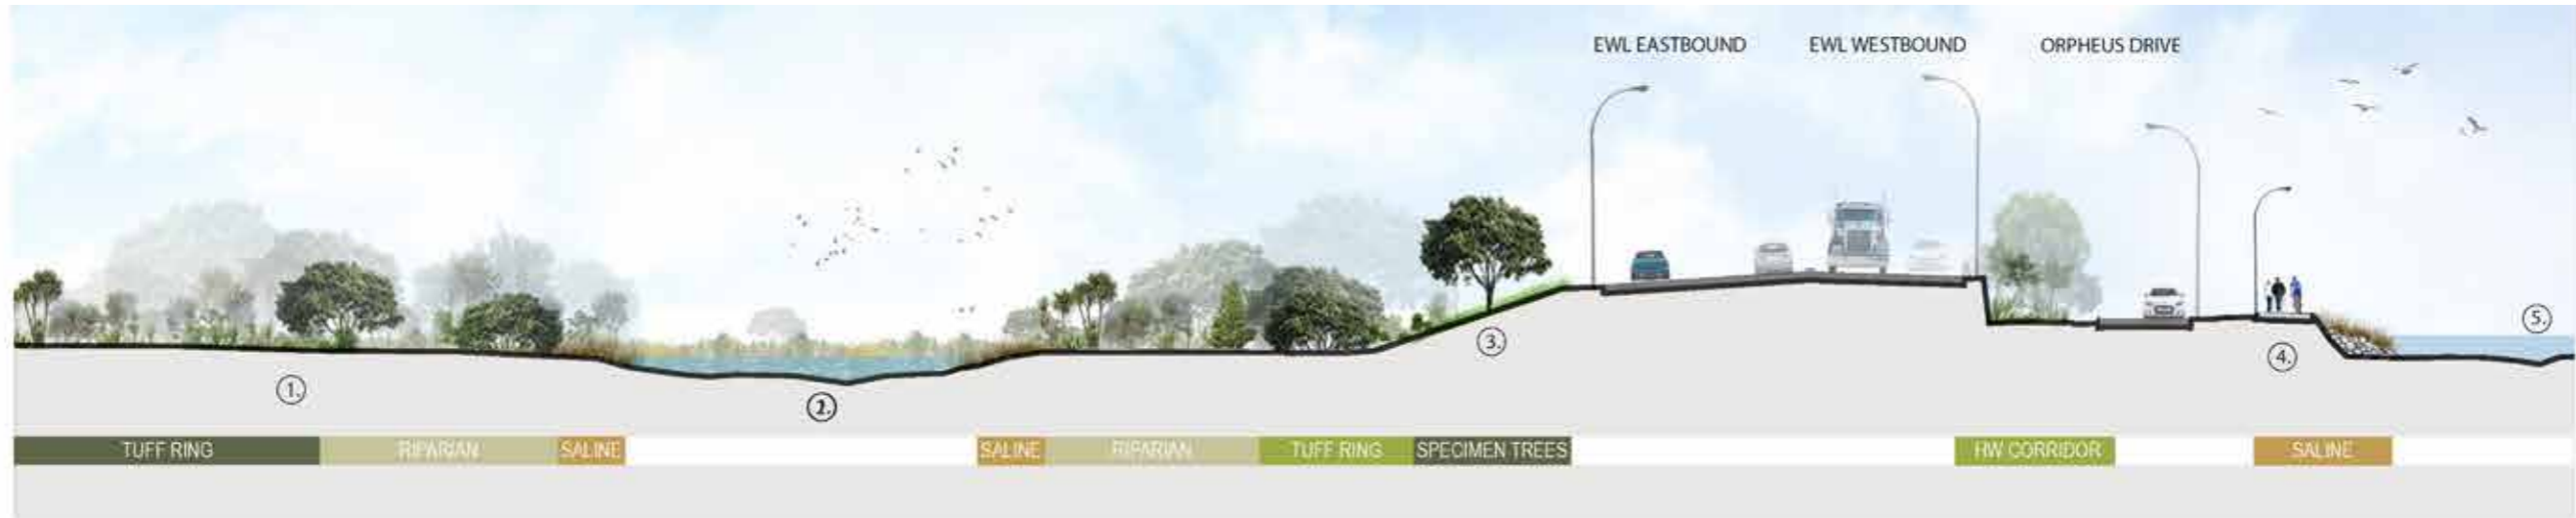 EWL EASTBOUND EWL WESTBOUND ORPHEUS DRIVE
5.
3.
4.
1.
2.
TUFF RING RIPARIAN SALINE SALINE RIPARIAN TUFF RING SPECIMEN TREES HW CORRIDOR SALINE